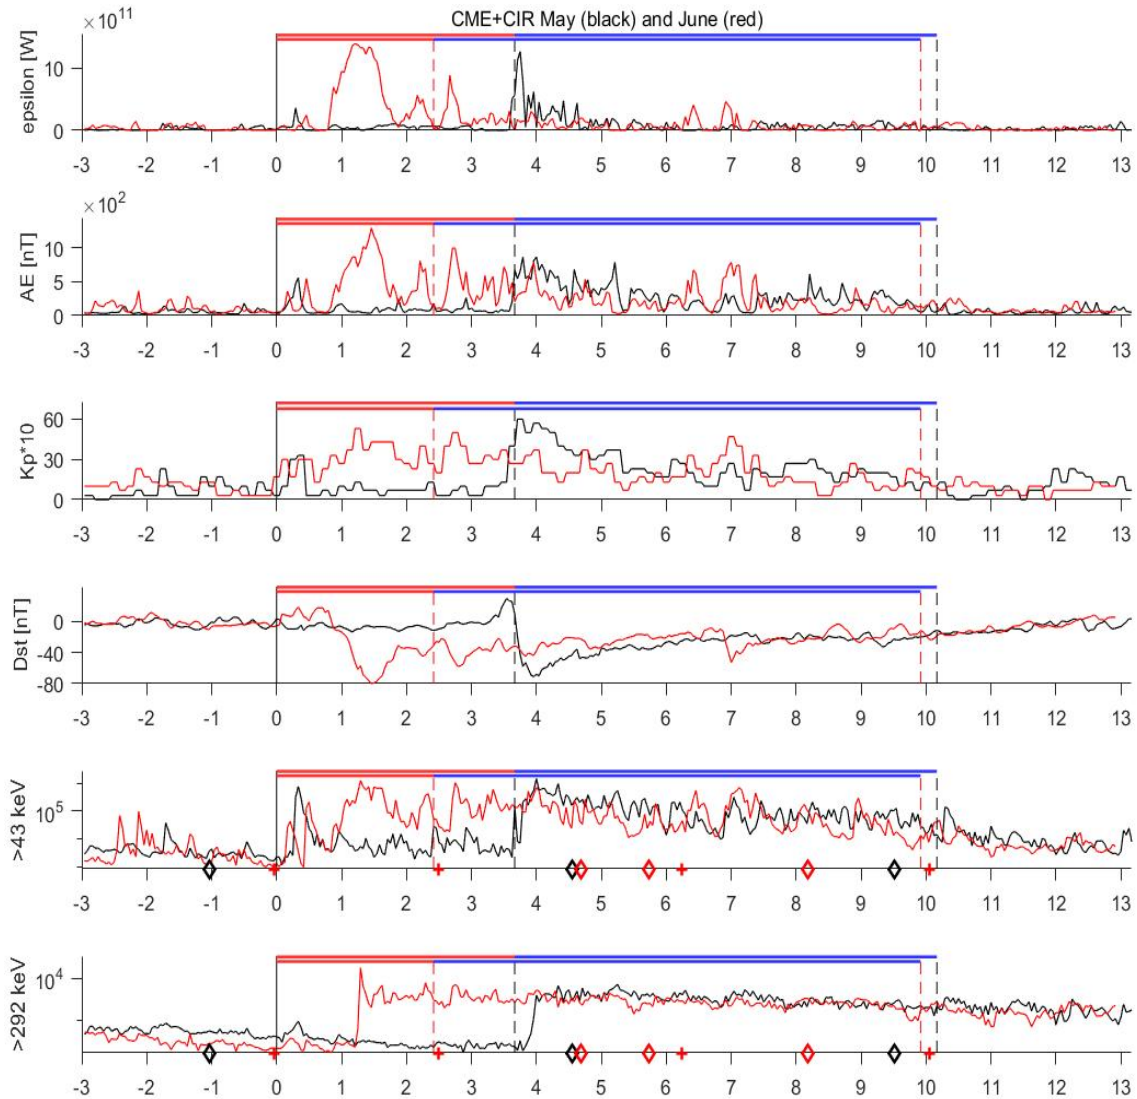 CME+CIR May (black) and June (red)
×10^11
epsilon [W]
10
0
-3 -2 -1 0 1 2 3 4 5 6 7 8 9 10 11 12 13
×10^2
AE [nT]
10
5
0
-3 -2 -1 0 1 2 3 4 5 6 7 8 9 10 11 12 13
Kp*10
60
30
0
-3 -2 -1 0 1 2 3 4 5 6 7 8 9 10 11 12 13
Dst [nT]
0
-40
-80
-3 -2 -1 0 1 2 3 4 5 6 7 8 9 10 11 12 13
>43 keV
10^5
-3 -2 -1 0 1 2 3 4 5 6 7 8 9 10 11 12 13
>292 keV
10^4
-3 -2 -1 0 1 2 3 4 5 6 7 8 9 10 11 12 13